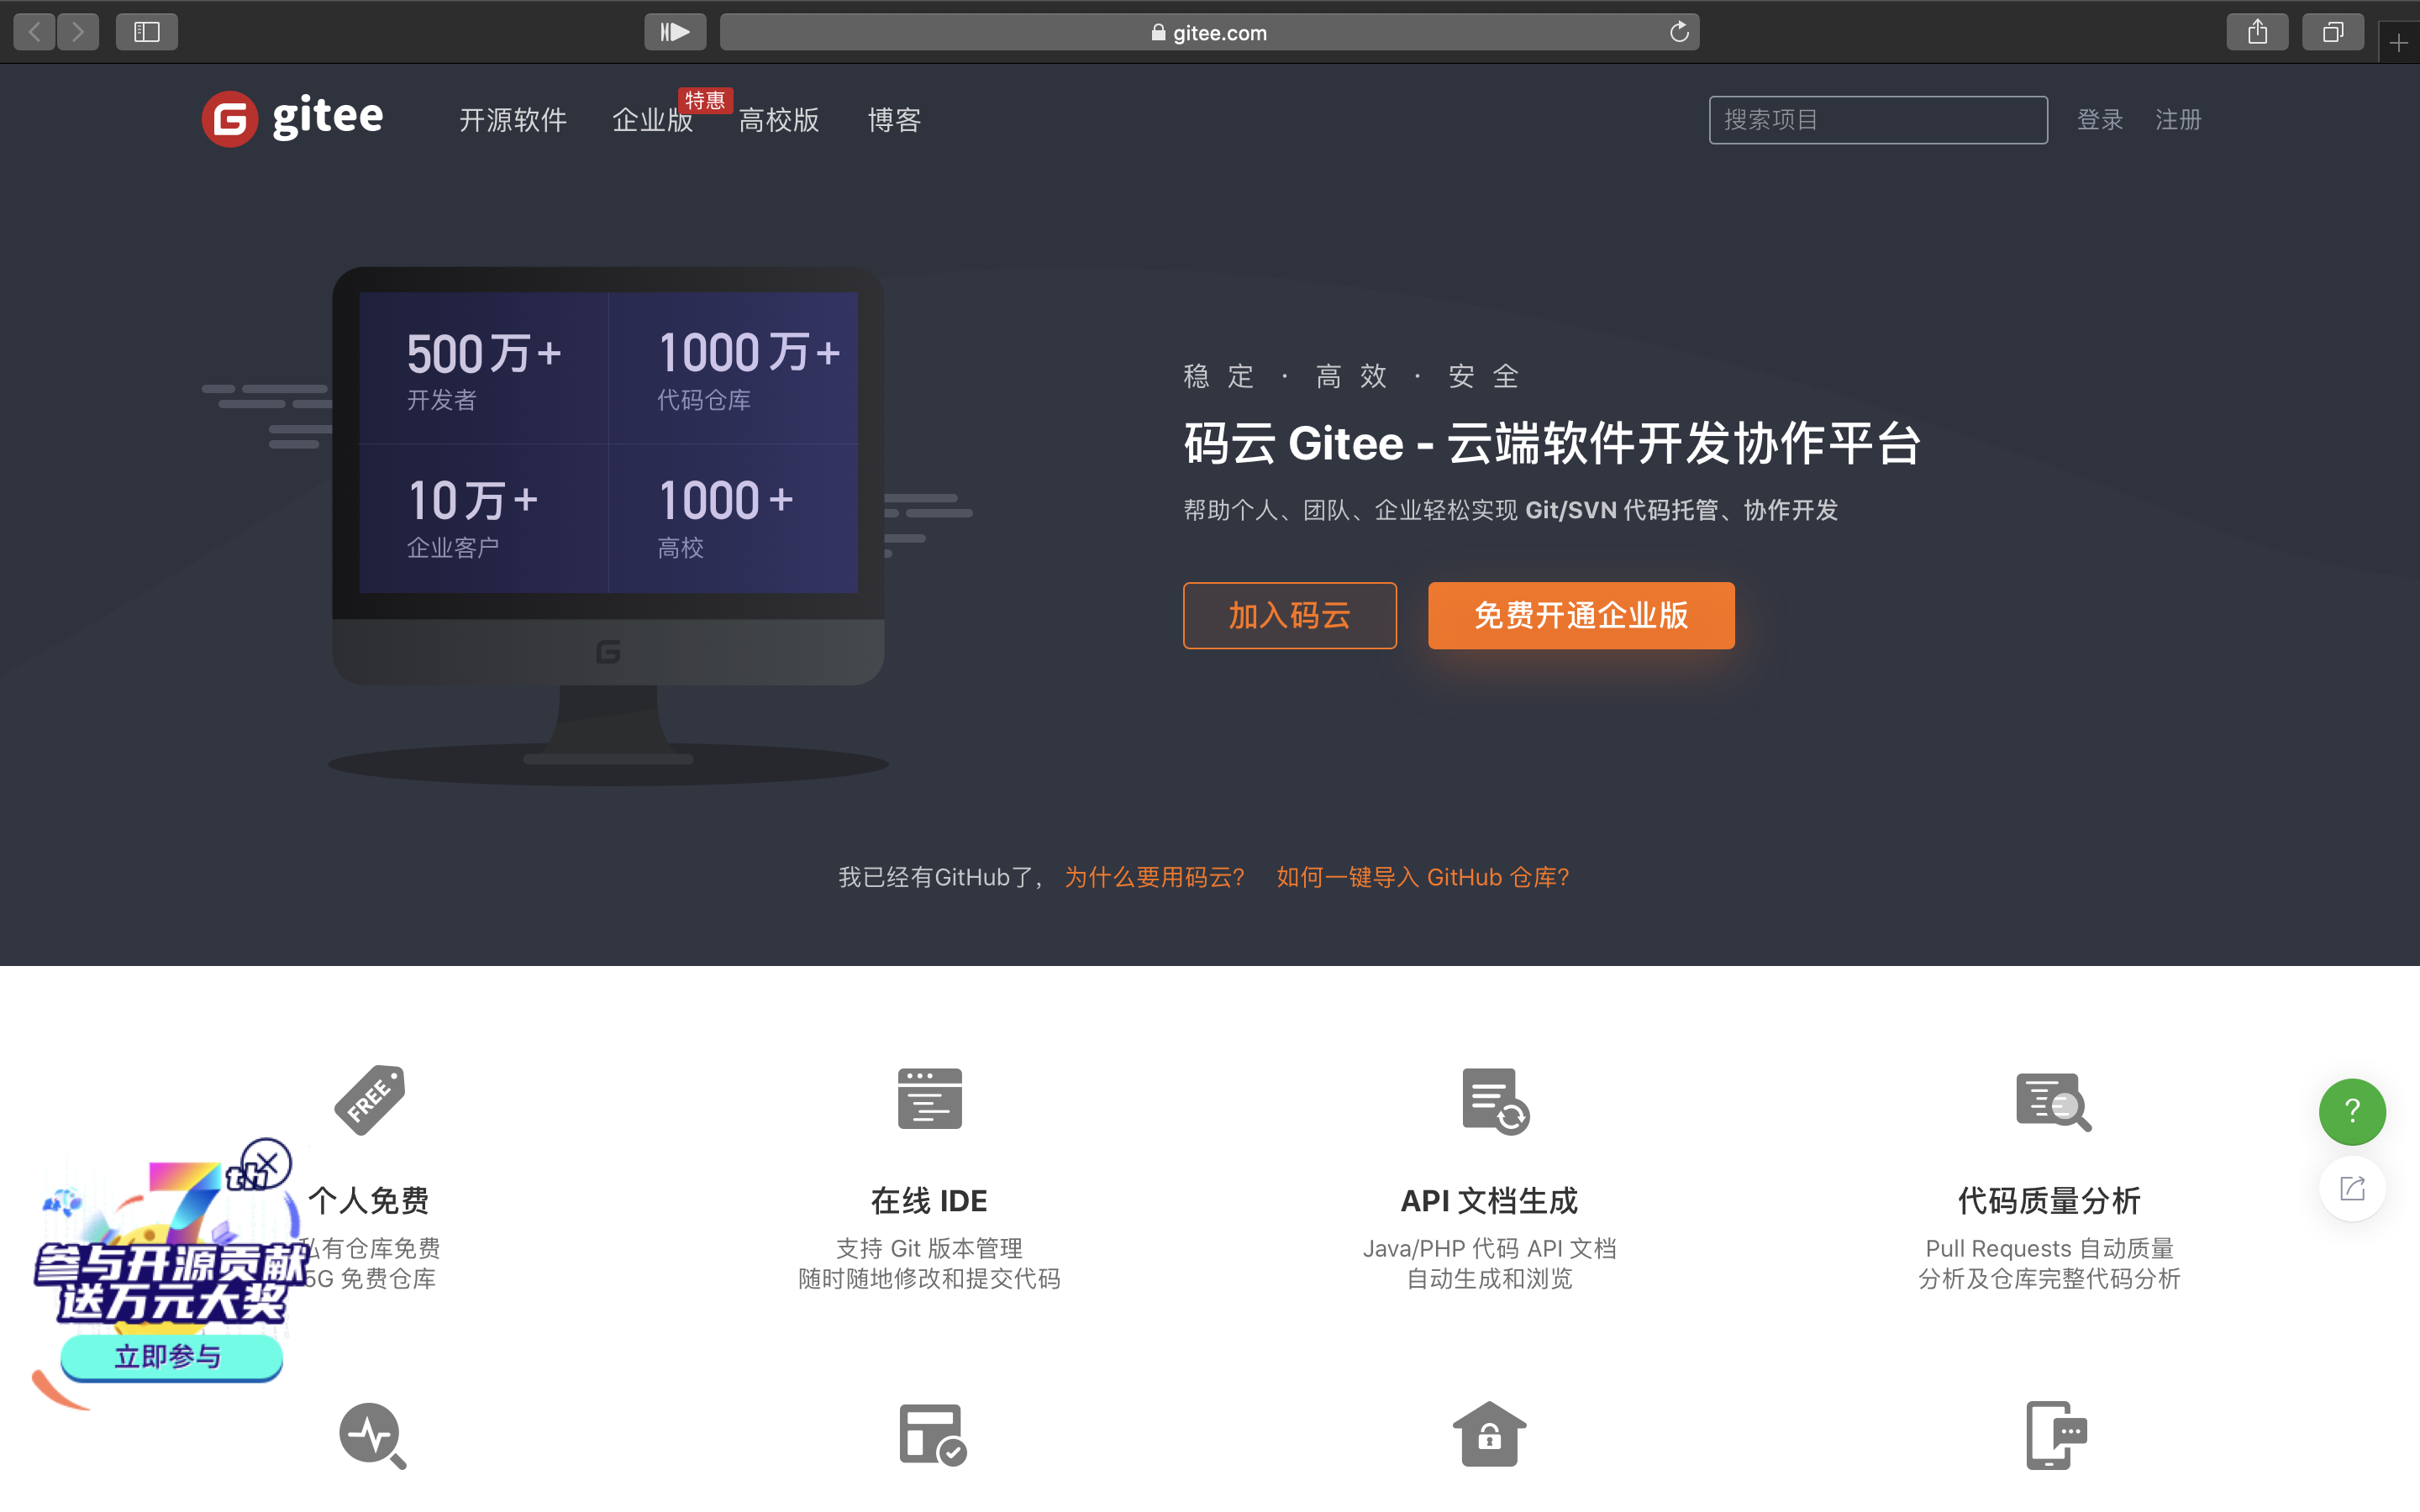 gitee.com
gitee
开源软件
企业版
特惠
高校版
博客
搜索项目
登录
注册
500万+
开发者
1000万+
代码仓库
10万+
企业客户
1000+
高校
稳定 · 高效 · 安全
码云 Gitee - 云端软件开发协作平台
帮助个人、团队、企业轻松实现 Git/SVN 代码托管、协作开发
加入码云
免费开通企业版
我已经有GitHub了， 为什么要用码云? 如何一键导入 GitHub 仓库?
FREE
个人免费
私有仓库免费
5G 免费仓库
在线 IDE
支持 Git 版本管理
随时随地修改和提交代码
API 文档生成
Java/PHP 代码 API 文档
自动生成和浏览
代码质量分析
Pull Requests 自动质量
分析及仓库完整代码分析
?
7th
参与开源贡献
送万元大奖
立即参与